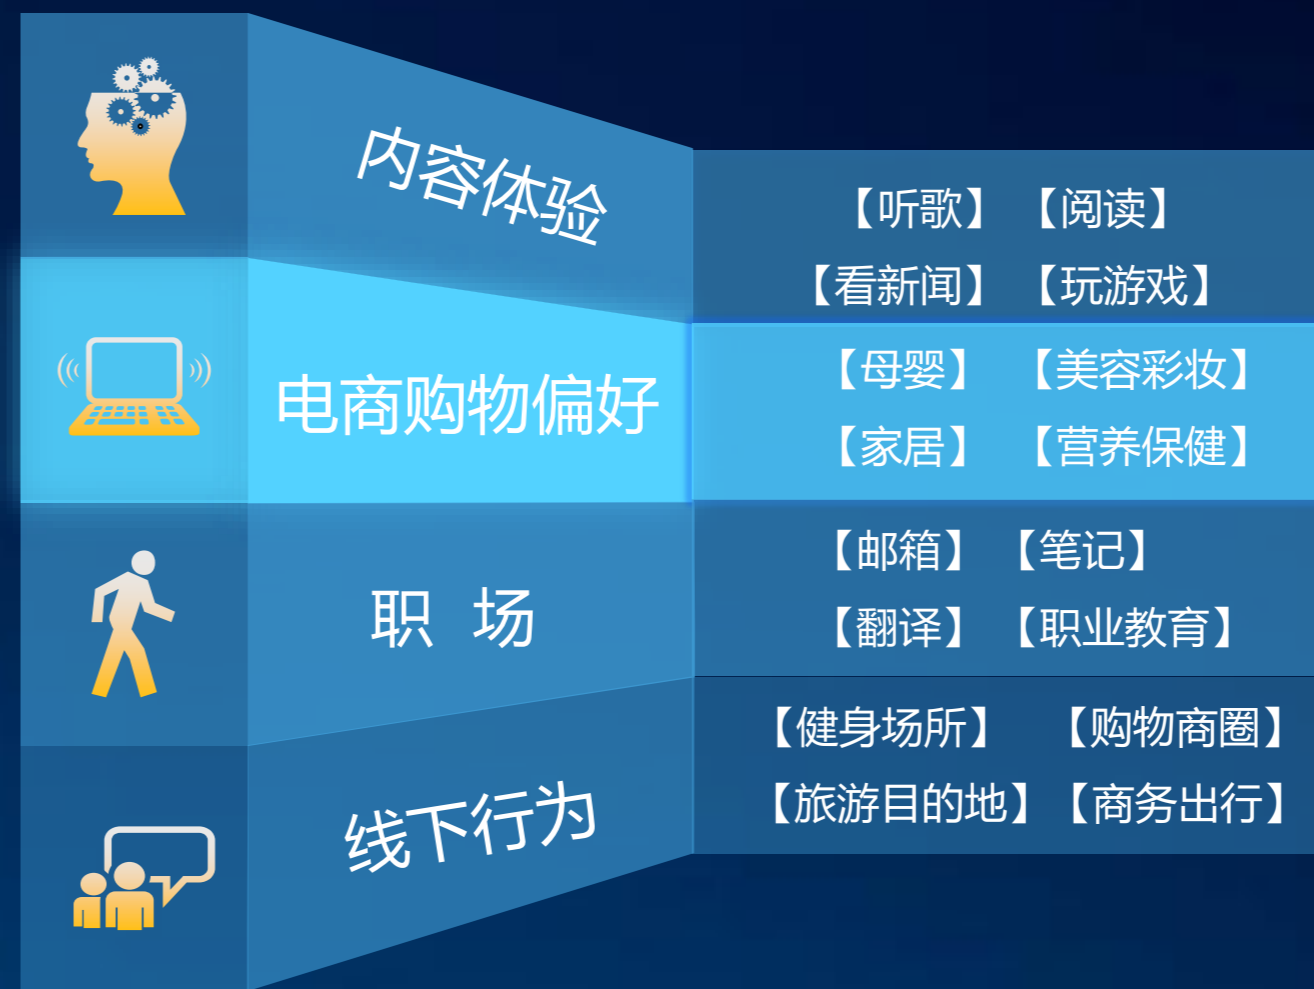 内容体验
【听歌】 【阅读】
【看新闻】 【玩游戏】
电商购物偏好
【母婴】 【美容彩妆】
【家居】 【营养保健】
职 场
【邮箱】 【笔记】
【翻译】 【职业教育】
线下行为
【健身场所】 【购物商圈】
【旅游目的地】 【商务出行】